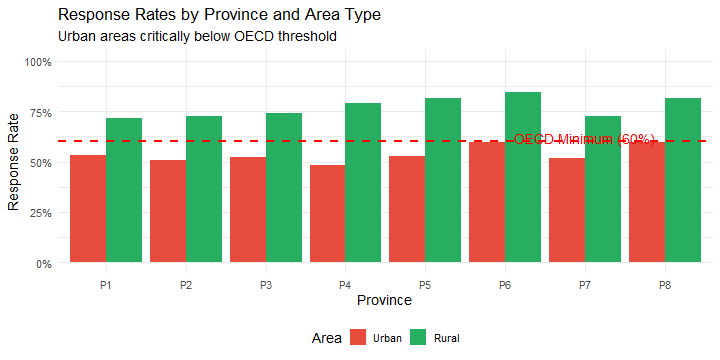 Response Rates by Province and Area Type
Urban areas critically below OECD threshold
100%
75%
50%
25%
0%
Response Rate
OECD Minimum (60%)
P1 P2 P3 P4 P5 P6 P7 P8
Province
Area Urban Rural